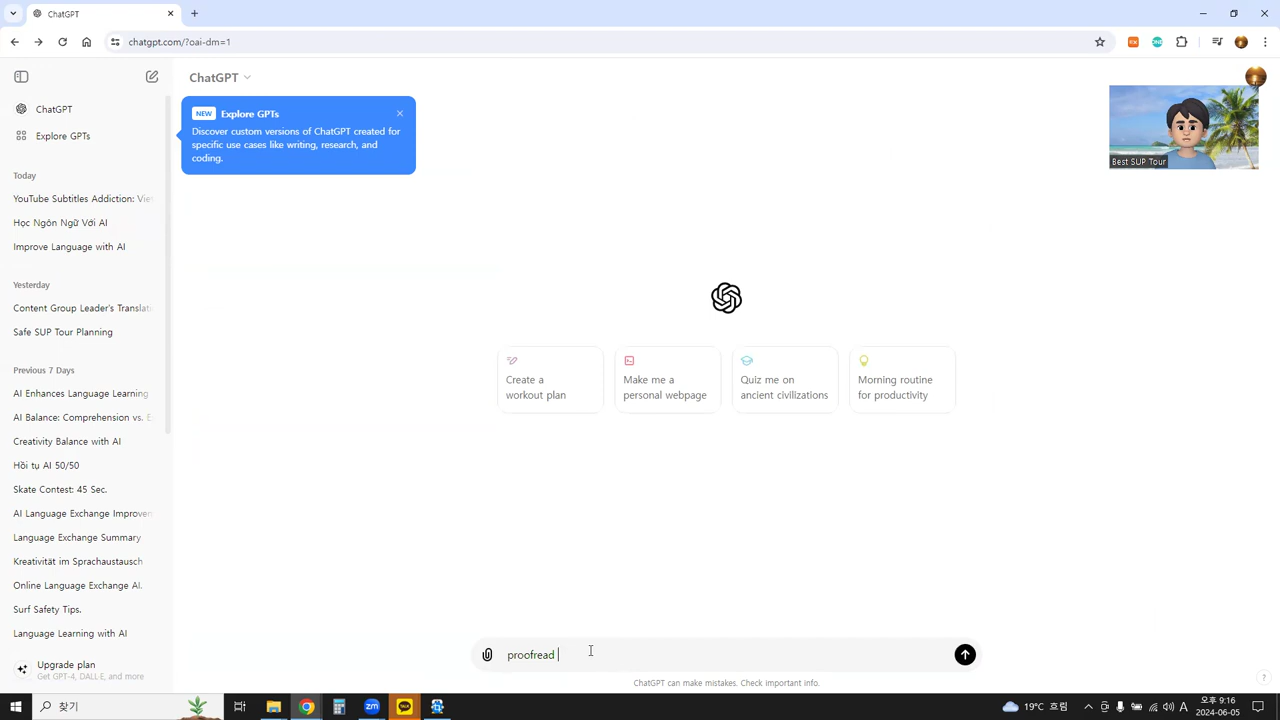 ChatGPT
chatgpt.com/?oai-dm=1
ChatGPT
Explore GPTs
Today
YouTube Subtitles Addiction: Vie
Học Ngôn Ngữ Với AI
Improve Language with AI
Yesterday
Content Group Leader's Translati
Safe SUP Tour Planning
Previous 7 Days
AI Enhances Language Learning
AI Balance: Comprehension vs. E
Creativity Balance with AI
Hồi tụ AI 50/50
Skate Contest: 45 Sec.
AI Language Exchange Improven
Language Exchange Summary
Kreativität im Sprachaustausch
Online Language Exchange AI.
Surf Safety Tips.
Language Learning with AI
Upgrade plan
Get GPT-4, DALL·E, and more
ChatGPT
NEW Explore GPTs
Discover custom versions of ChatGPT created for
specific use cases like writing, research, and
coding.
Best SUP Tour
Create a
workout plan
Make me a
personal webpage
Quiz me on
ancient civilizations
Morning routine
for productivity
proofread
ChatGPT can make mistakes. Check important info.
?
찾기
zm
TALK
19°C 흐림
A
오후 9:16
2024-06-05